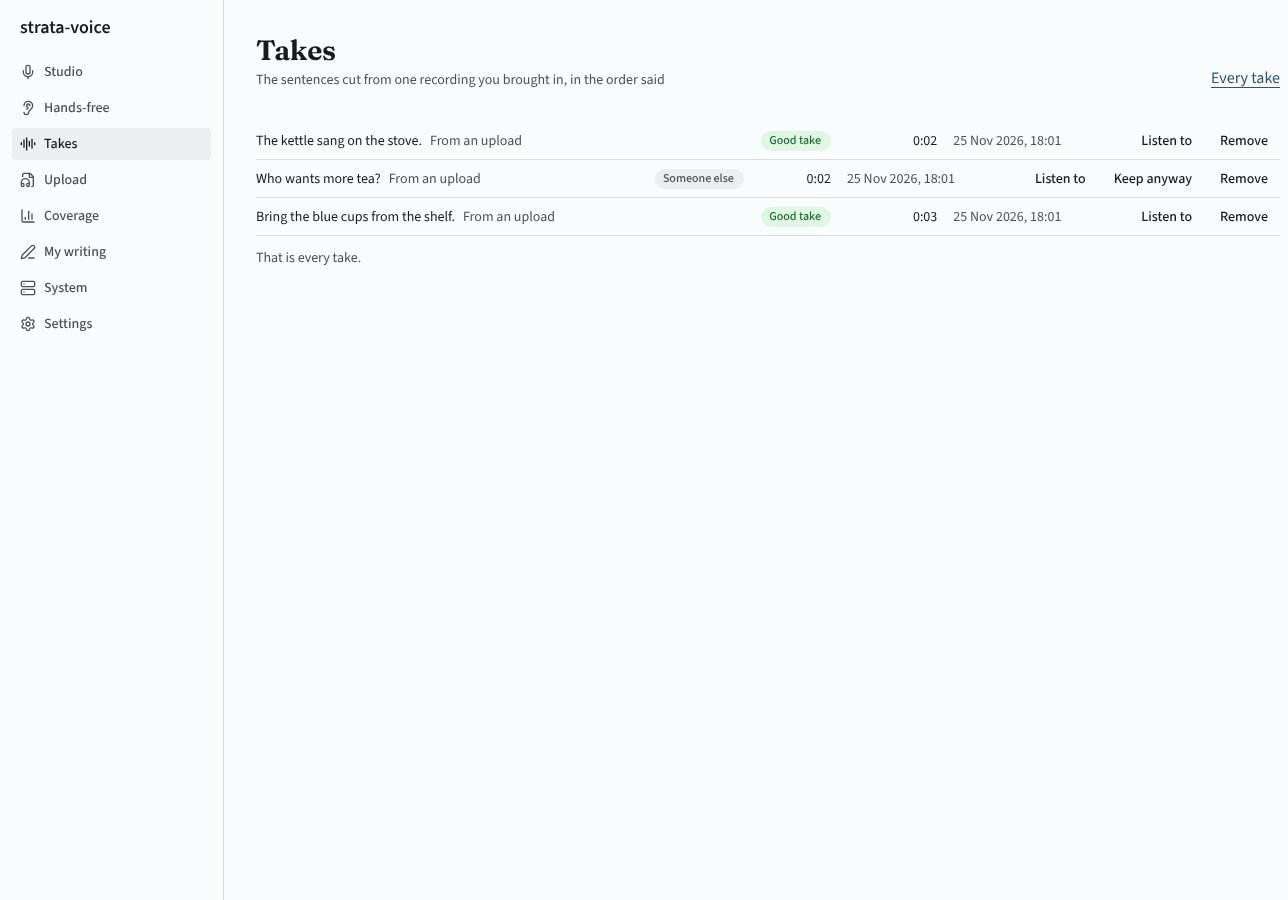 strata-voice
Studio
Hands-free
Takes
Upload
Coverage
My writing
System
Settings
Takes
The sentences cut from one recording you brought in, in the order said
Every take
The kettle sang on the stove. From an upload Good take 0:02 25 Nov 2026, 18:01 Listen to Remove
Who wants more tea? From an upload Someone else 0:02 25 Nov 2026, 18:01 Listen to Keep anyway Remove
Bring the blue cups from the shelf. From an upload Good take 0:03 25 Nov 2026, 18:01 Listen to Remove
That is every take.